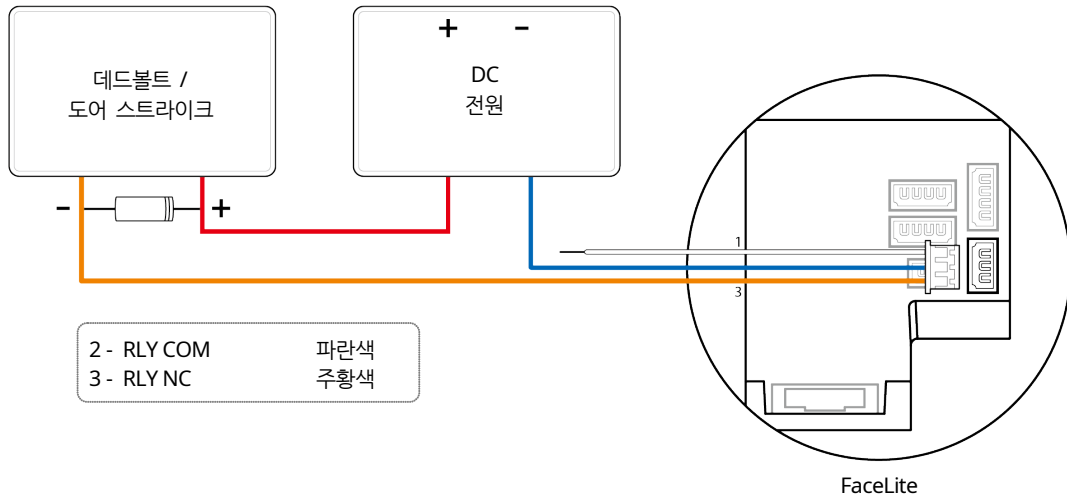 데드볼트 /
도어 스트라이크
+ -
DC
전원
- +
1
3
2 - RLY COM 파란색
3 - RLY NC 주황색
FaceLite